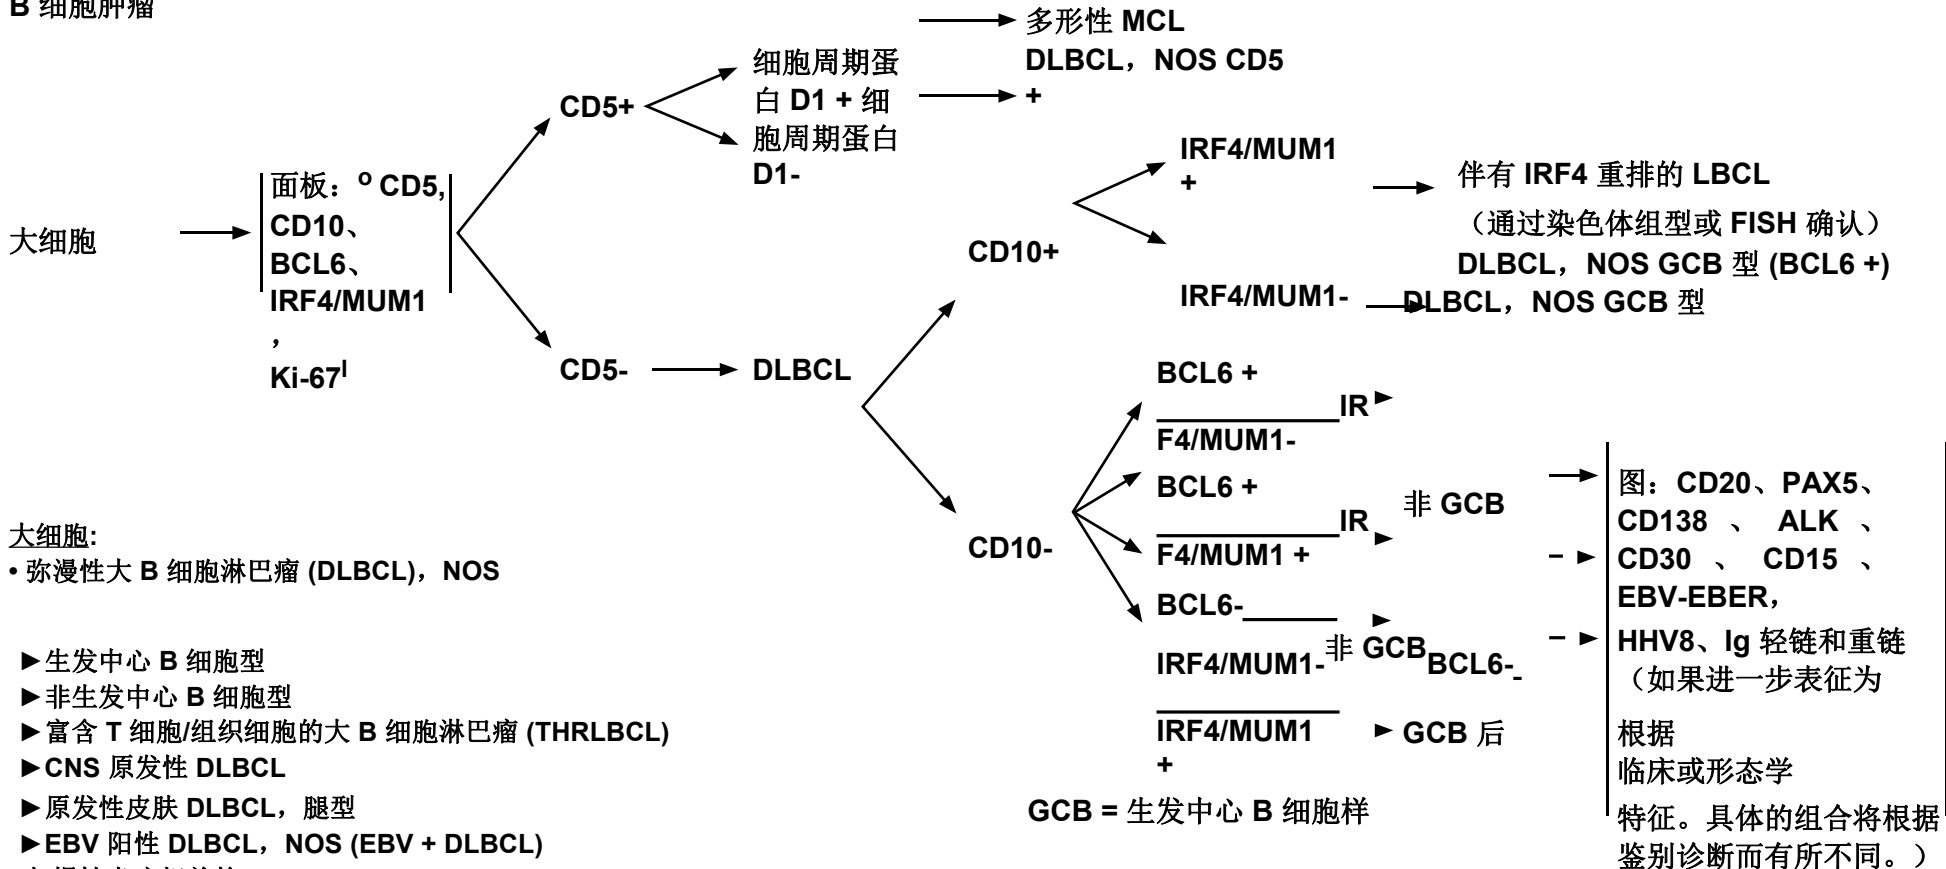 B 细胞肿瘤
多形性 MCL
DLBCL，NOS CD5
+
细胞周期蛋
白 D1 + 细
胞周期蛋白
D1-
CD5+
IRF4/MUM1
+
伴有 IRF4 重排的 LBCL
（通过染色体组型或 FISH 确认）
DLBCL，NOS GCB 型 (BCL6 +)
面板：º CD5,
CD10、
BCL6、
IRF4/MUM1
，
Ki-67ˡ
大细胞
CD10+
IRF4/MUM1-
DLBCL，NOS GCB 型
CD5-
DLBCL
BCL6 +
IR
F4/MUM1-
BCL6 +
IR
F4/MUM1 +
非 GCB
CD10-
BCL6-
IRF4/MUM1-
非 GCB
BCL6-
IRF4/MUM1
+
GCB 后
GCB = 生发中心 B 细胞样
图：CD20、PAX5、
CD138 、 ALK 、
CD30 、 CD15 、
EBV-EBER，
HHV8、Ig 轻链和重链
（如果进一步表征为
根据
临床或形态学
特征。具体的组合将根据
鉴别诊断而有所不同。）
大细胞:
• 弥漫性大 B 细胞淋巴瘤 (DLBCL)，NOS
►生发中心 B 细胞型
►非生发中心 B 细胞型
►富含 T 细胞/组织细胞的大 B 细胞淋巴瘤 (THRLBCL)
►CNS 原发性 DLBCL
►原发性皮肤 DLBCL，腿型
►EBV 阳性 DLBCL，NOS (EBV + DLBCL)